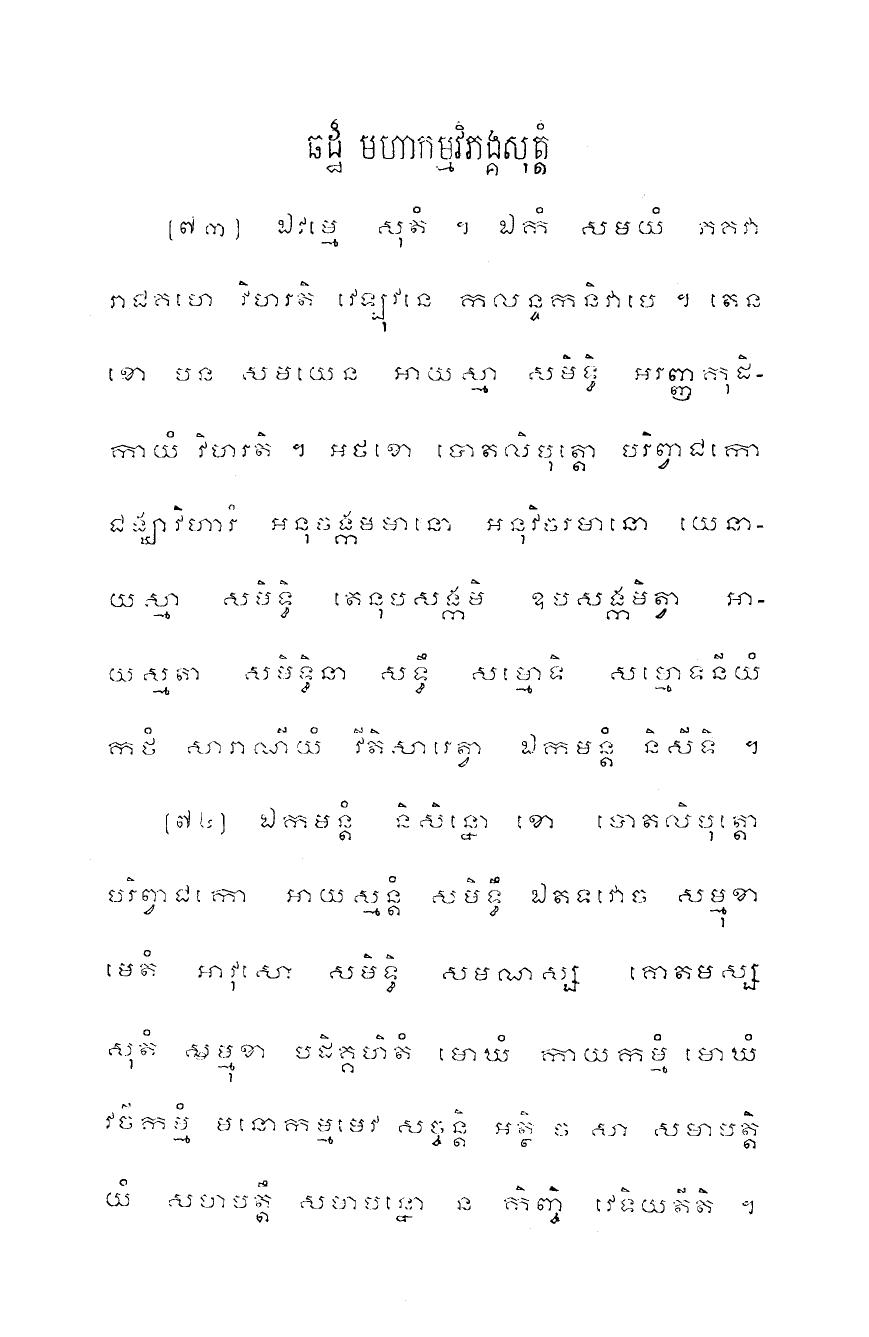 ឆដ្ឋំ មហាកម្មវិភង្គសុត្តំ
[៧៣] ឯវម្មេ សុតំ ។ ឯកំ សមយំ ភគវា
រាជគហេ វិហរតិ វេឡុវនេ កលន្ទកនិវាបេ ។ តេន
ខោ បន សមយេន អាយស្មា សមិទ្ធិ អរញ្ញកុដិ-
កាយំ វិហរតិ ។ អថខោ បោតលិបុត្តោ បរិព្វាជកោ
ជង្ឃាវិហារំ អនុចង្កមមានោ អនុវិចរមានោ យេនា-
យស្មា សមិទ្ធិ តេនុបសង្កមិ ឧបសង្កមិត្វា អា-
យស្មតា សមិទ្ធិនា សទ្ធឹ សម្មោទិ សម្មោទនីយំ
កថំ សារាណីយំ វីតិសារេត្វា ឯកមន្តំ និសីទិ ។
[៧៤] ឯកមន្តំ និសិន្នោ ខោ បោតលិបុត្តោ
បរិព្វាជកោ អាយស្មន្តំ សមិទ្ធឹ ឯតទវោច សម្មុខា
មេតំ អាវុសោ សមិទ្ធិ សមណស្ស គោតមស្ស
សុតំ សម្មុខា បដិគ្គហិតំ មោឃំ កាយកម្មំ មោឃំ
វចីកម្មំ មនោកម្មមេវ សច្ចន្តិ អត្ថិ ច សា សមាបត្តិ
យំ សមាបត្តឹ សមាបន្នោ ន កិញ្ចិ វេទិយតីតិ ។